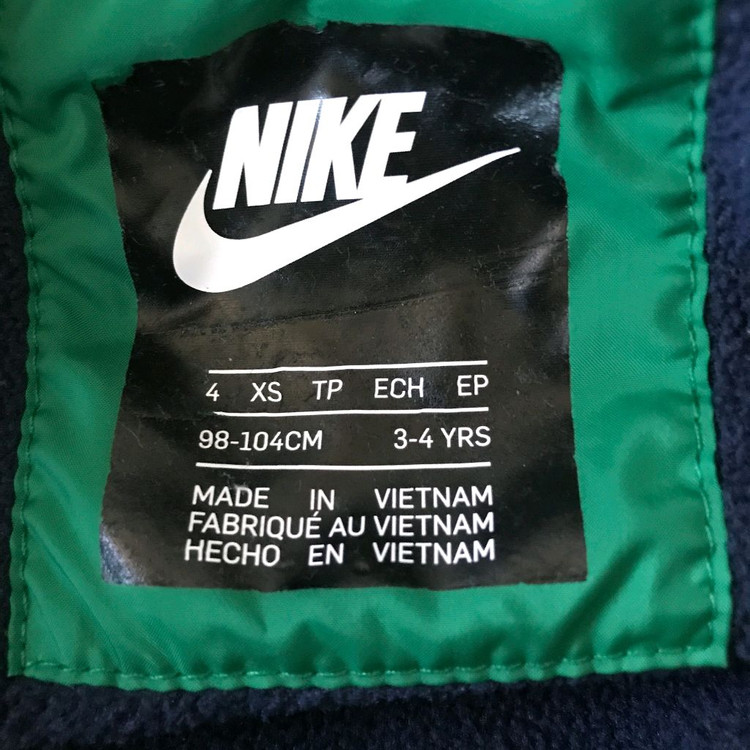 NIKE
4 XS TP ECH EP
98-104CM 3-4 YRS
MADE IN VIETNAM
FABRIQUÉ AU VIETNAM
HECHO EN VIETNAM